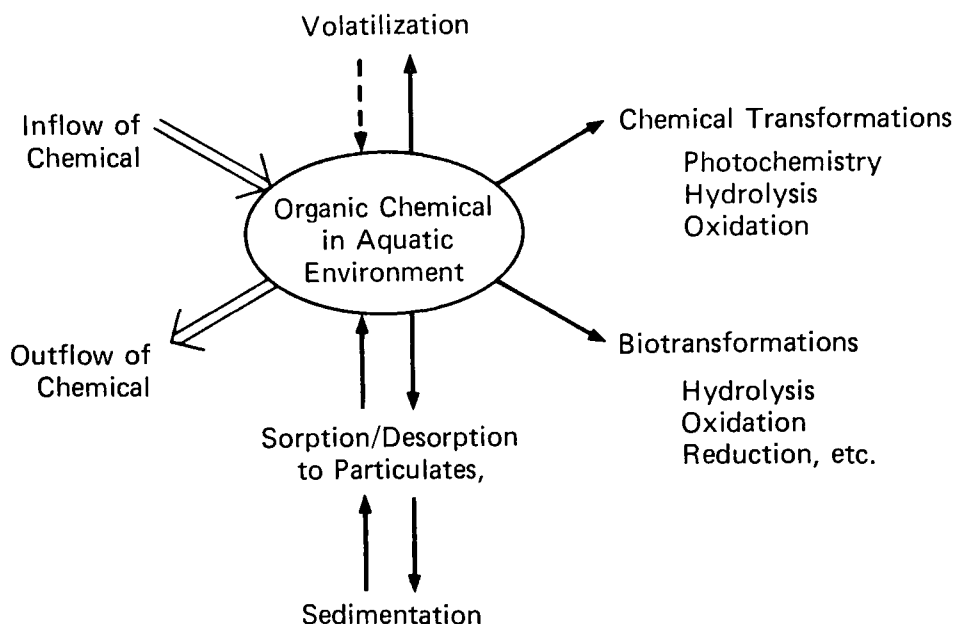 Volatilization
Inflow of
Chemical
Chemical Transformations
Photochemistry
Hydrolysis
Oxidation
Organic Chemical
in Aquatic
Environment
Outflow of
Chemical
Biotransformations
Hydrolysis
Oxidation
Reduction, etc.
Sorption/Desorption
to Particulates,
Sedimentation